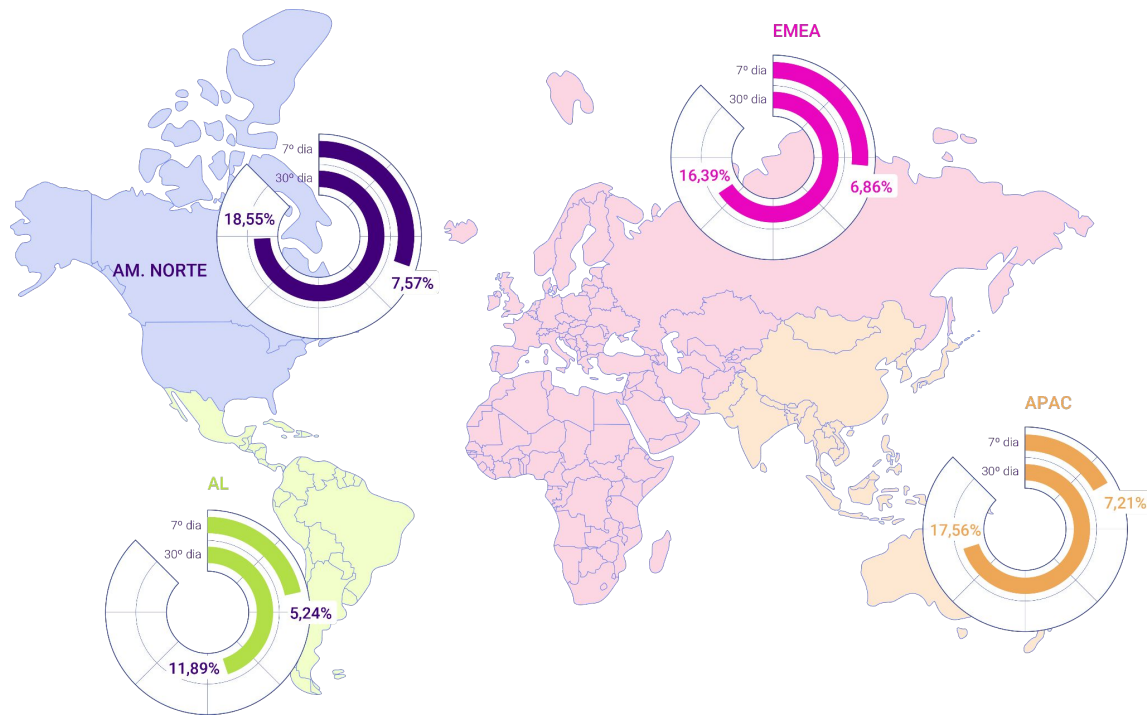 EMEA
7º dia
30º dia
16,39%
6,86%
7º dia
30º dia
18,55%
AM. NORTE
7,57%
APAC
7º dia
30º dia
7,21%
17,56%
AL
7º dia
30º dia
5,24%
11,89%